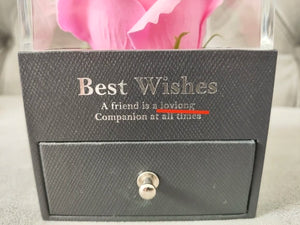 Best Wishes
A friend is a lovlong
Companion at all times